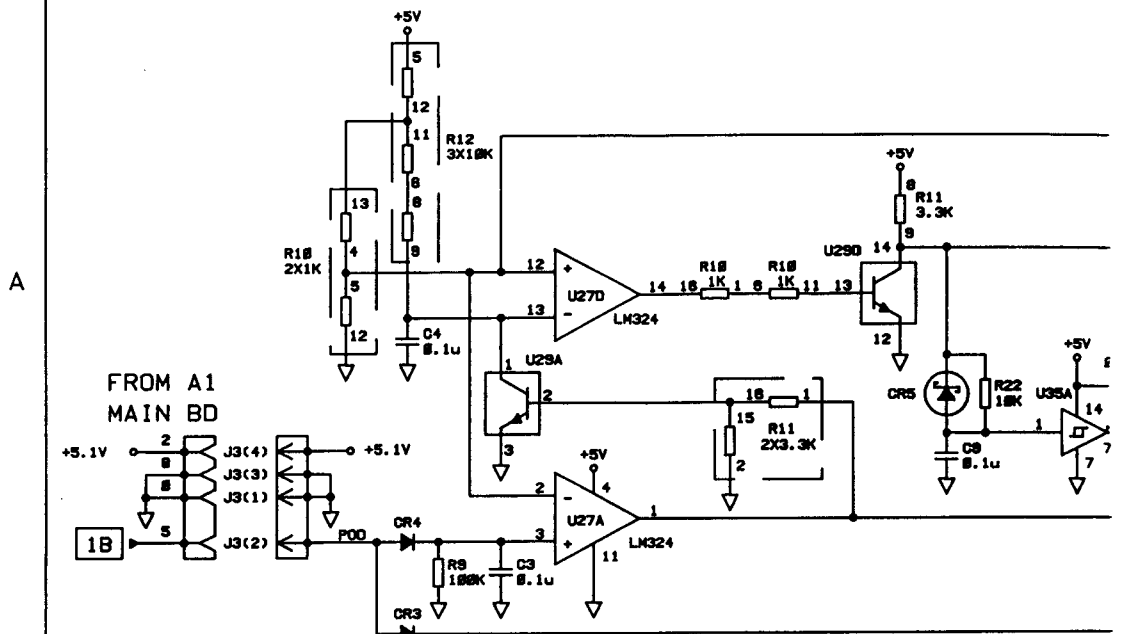 +5V
5
12
11
R12
3X10K
6
8
9
13
4
R10
2X1K
5
12
12
+
13
-
U27D
14
LM324
16
R10
1K
1
6
R10
1K
11
13
+5V
8
R11
3.3K
9
14
U29D
12
C4
0.1u
U29A
1
2
3
16
1
15
R11
2X3.3K
2
CR5
R22
10K
+5V
U35A
14
1
7
C8
0.1u
A
FROM A1
MAIN BD
+5.1V
2
J3(4)
+5.1V
J3(3)
J3(1)
5
1B
J3(2)
POD
CR4
R9
100K
C3
0.1u
+5V
2
-
4
3
+
U27A
1
LM324
11
CR3